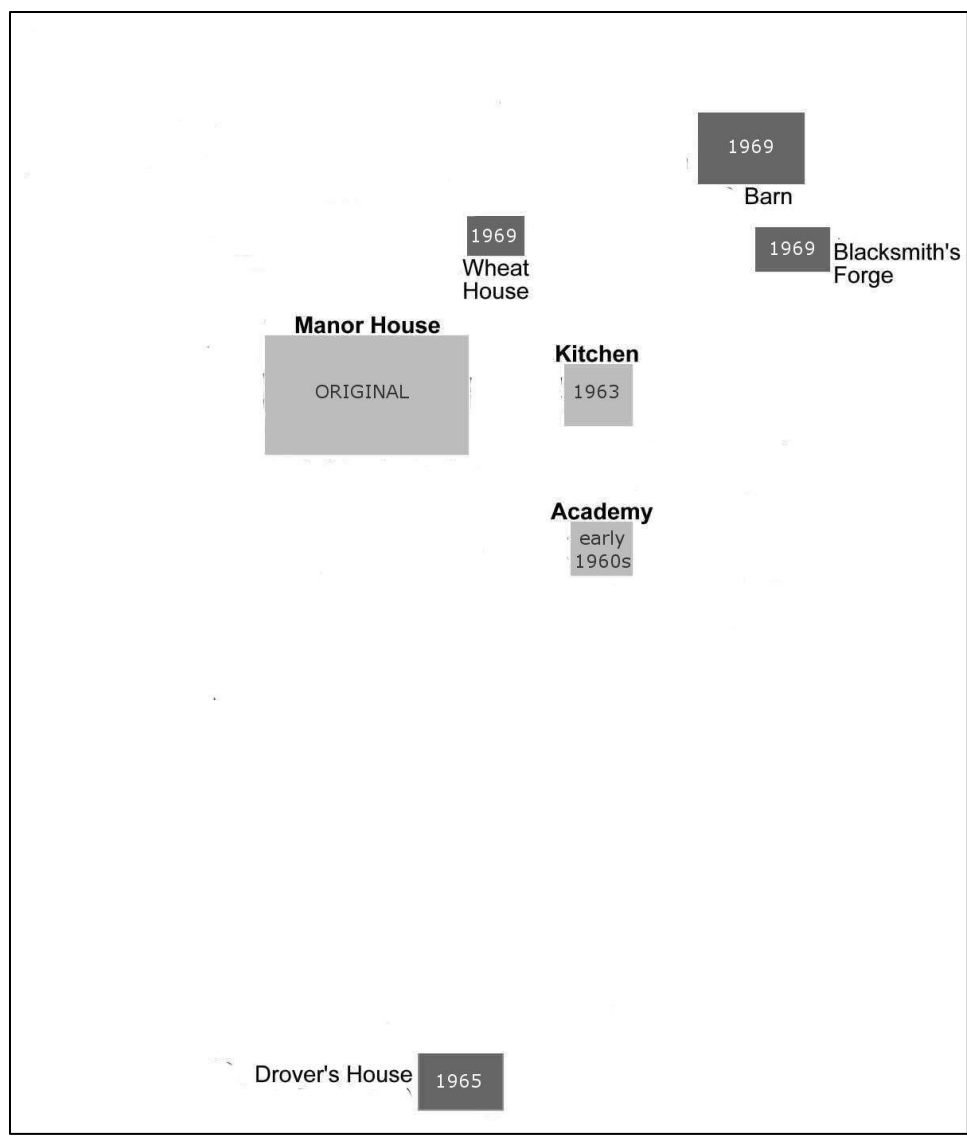 1969
Barn
1969
Wheat
House
1969
Blacksmith's
Forge
Manor House
ORIGINAL
Kitchen
1963
Academy
early
1960s
Drover's House
1965